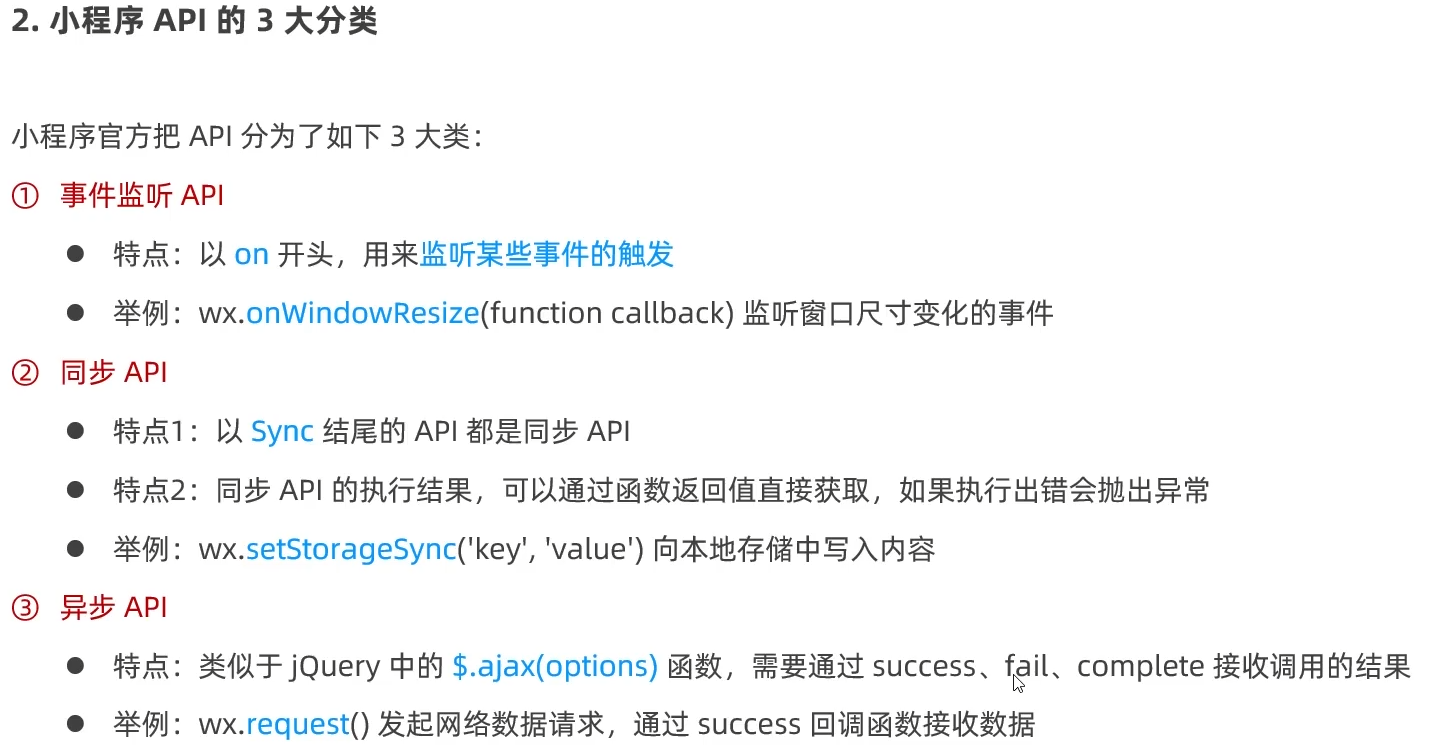 2. 小程序 API 的 3 大分类
小程序官方把 API 分为了如下 3 大类：
① 事件监听 API
● 特点：以 on 开头，用来监听某些事件的触发
● 举例：wx.onWindowResize(function callback) 监听窗口尺寸变化的事件
② 同步 API
● 特点1：以 Sync 结尾的 API 都是同步 API
● 特点2：同步 API 的执行结果，可以通过函数返回值直接获取，如果执行出错会抛出异常
● 举例：wx.setStorageSync('key', 'value') 向本地存储中写入内容
③ 异步 API
● 特点：类似于 jQuery 中的 $.ajax(options) 函数，需要通过 success、fail、complete 接收调用的结果
● 举例：wx.request() 发起网络数据请求，通过 success 回调函数接收数据